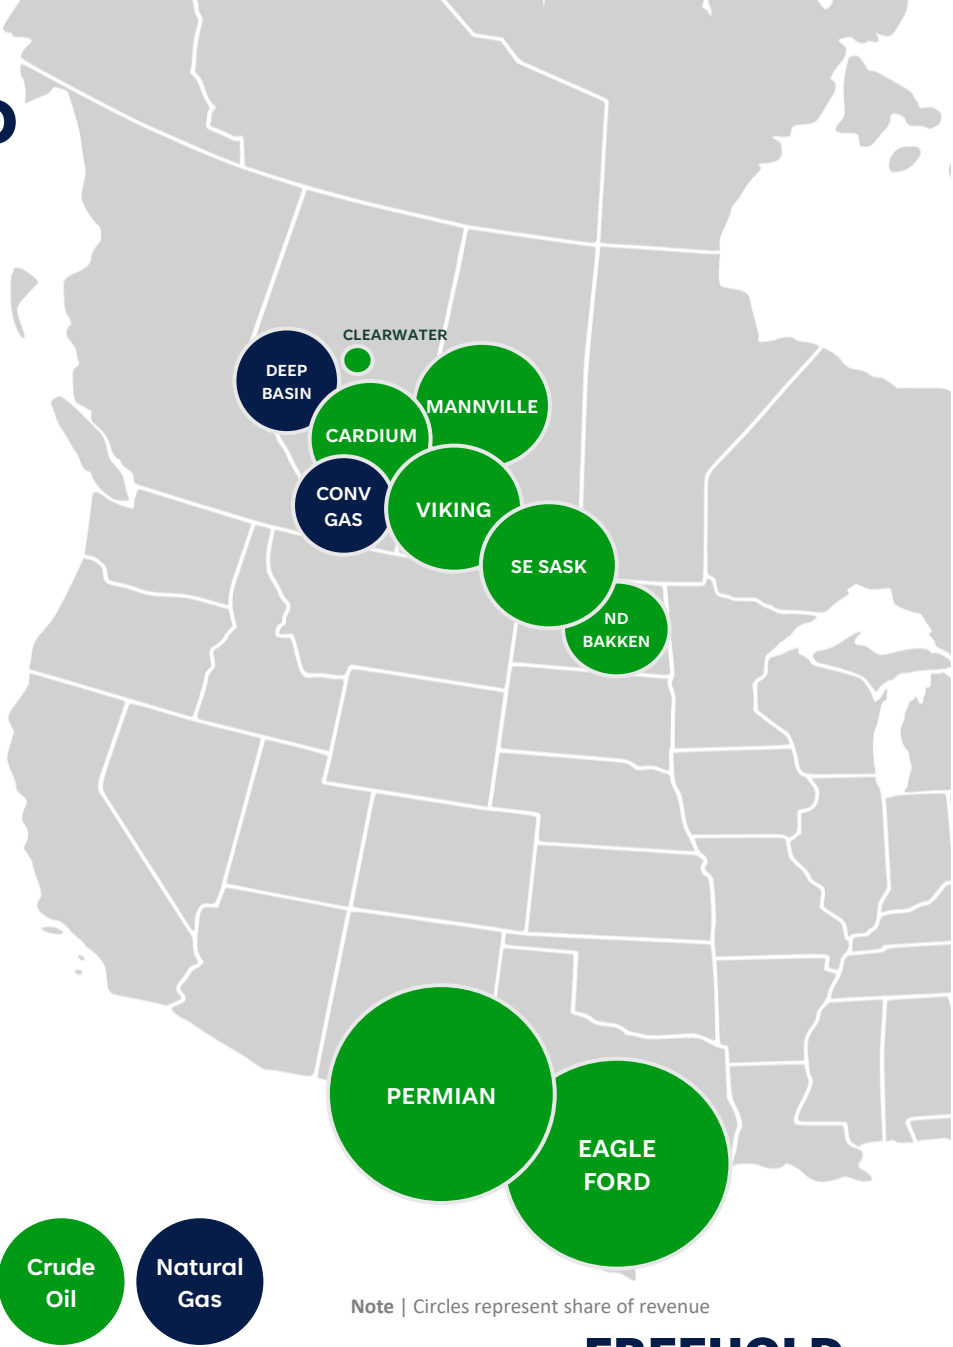 CLEARWATER
DEEP
BASIN
MANNVILLE
CARDIUM
CONV
GAS
VIKING
SE SASK
ND
BAKKEN
PERMIAN
EAGLE
FORD
Crude
Oil
Natural
Gas
Note | Circles represent share of revenue